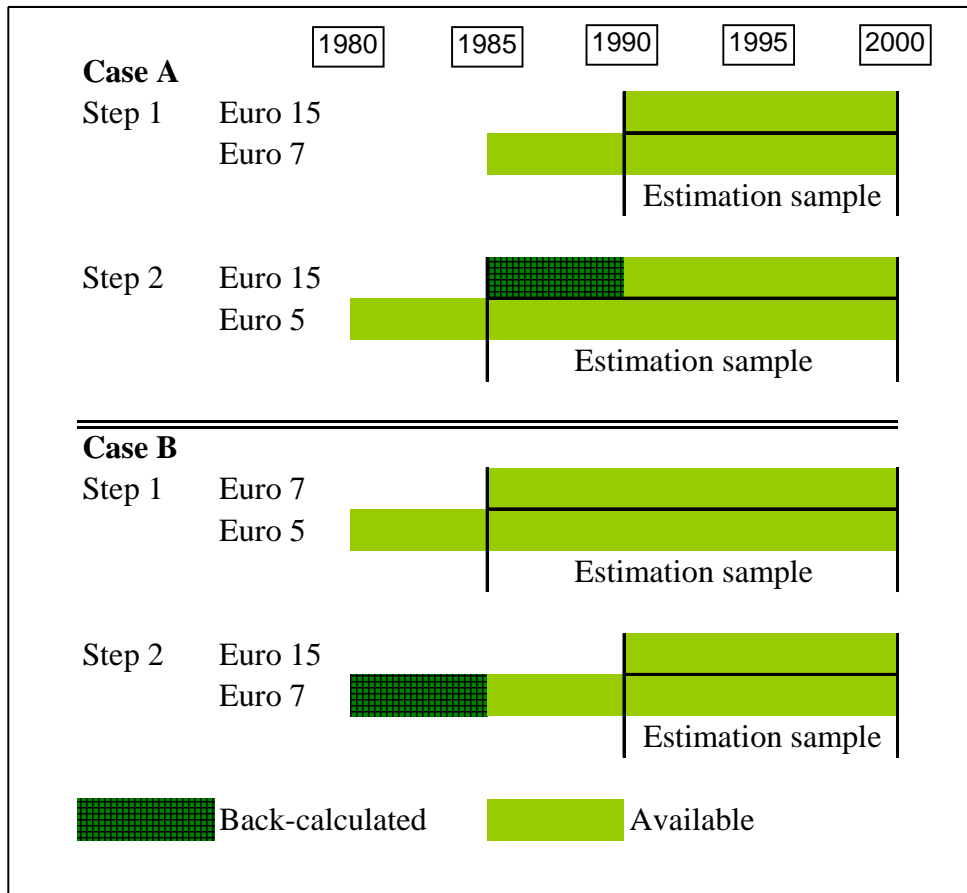 1980 1985 1990 1995 2000
Case A
Step 1 Euro 15
Euro 7
Estimation sample
Step 2 Euro 15
Euro 5
Estimation sample
Case B
Step 1 Euro 7
Euro 5
Estimation sample
Step 2 Euro 15
Euro 7
Estimation sample
Back-calculated Available